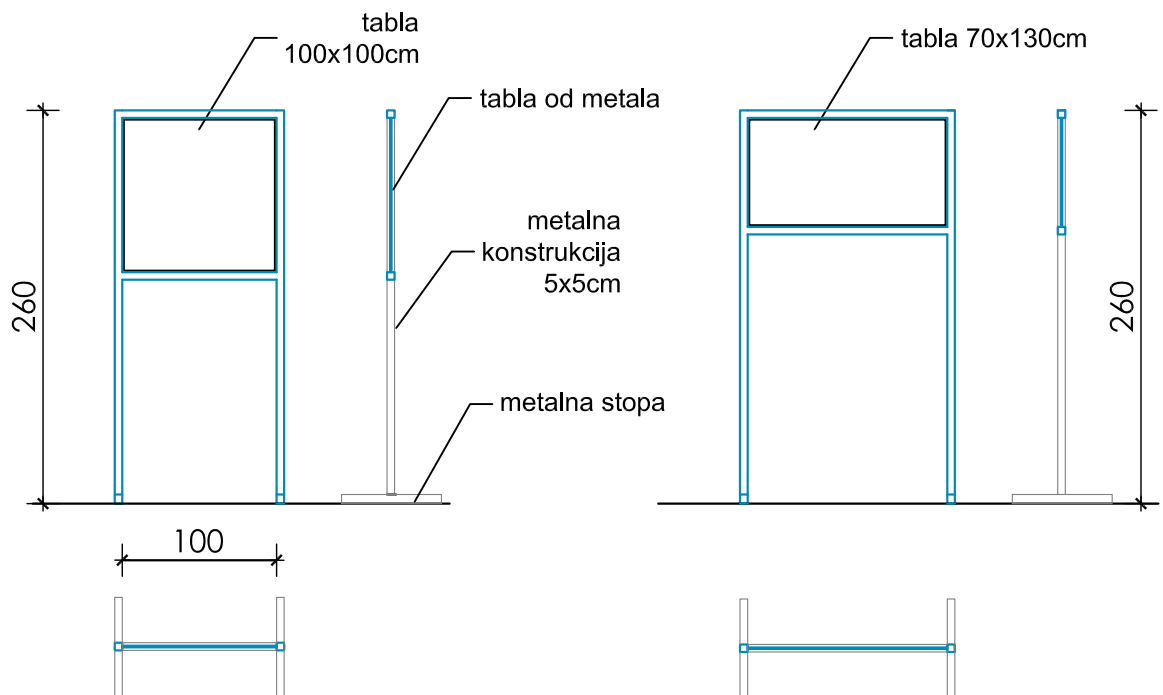 tabla
100x100cm
tabla od metala
metalna
konstrukcija
5x5cm
metalna stopa
260
100
tabla 70x130cm
260